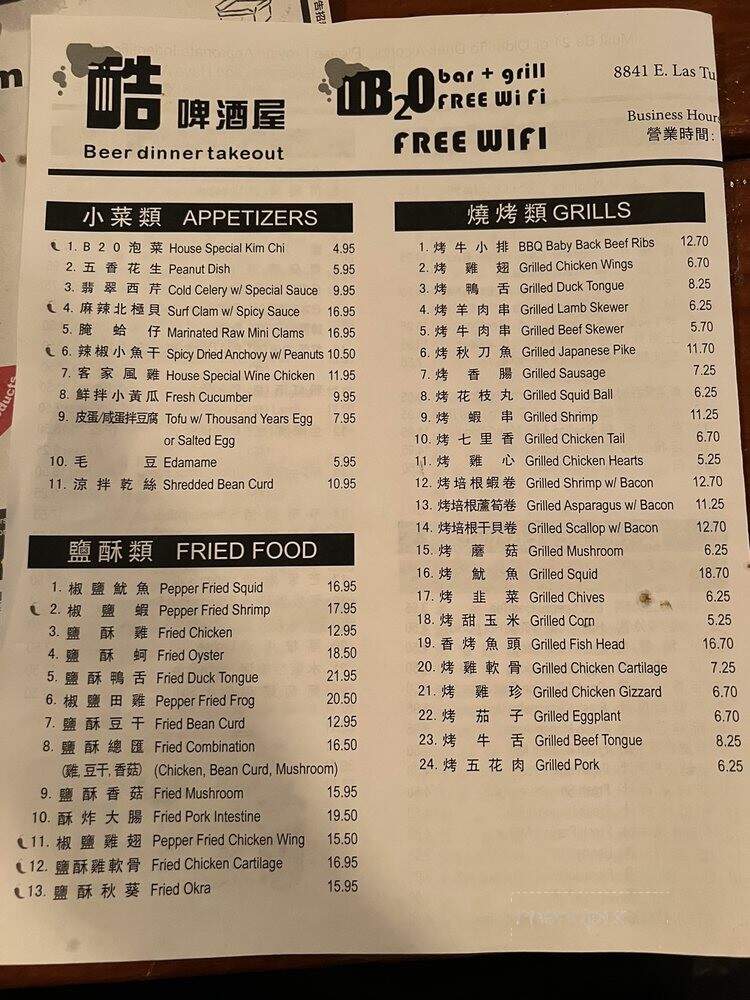 酷 啤酒屋
Beer dinner takeout
B2O bar + grill
FREE WiFi
FREE WIFI
8841 E. Las Tu
Business Hours
營業時間:
小菜類 APPETIZERS
1. B2O泡菜 House Special Kim Chi 4.95
2. 五香花生 Peanut Dish 5.95
3. 翡翠西芹 Cold Celery w/ Special Sauce 9.95
4. 麻辣北極貝 Surf Clam w/ Spicy Sauce 16.95
5. 醃蛤仔 Marinated Raw Mini Clams 16.95
6. 辣椒小魚干 Spicy Dried Anchovy w/ Peanuts 10.50
7. 客家風雞 House Special Wine Chicken 11.95
8. 鮮拌小黃瓜 Fresh Cucumber 9.95
9. 皮蛋/咸蛋拌豆腐 Tofu w/ Thousand Years Egg 7.95
or Salted Egg
10. 毛豆 Edamame 5.95
11. 涼拌乾絲 Shredded Bean Curd 10.95
鹽酥類 FRIED FOOD
1. 椒鹽魷魚 Pepper Fried Squid 16.95
2. 椒鹽蝦 Pepper Fried Shrimp 17.95
3. 鹽酥雞 Fried Chicken 12.95
4. 鹽酥蚵 Fried Oyster 18.50
5. 鹽酥鴨舌 Fried Duck Tongue 21.95
6. 椒鹽田雞 Pepper Fried Frog 20.50
7. 鹽酥豆干 Fried Bean Curd 12.95
8. 鹽酥總匯 Fried Combination 16.50
(雞,豆干,香菇) (Chicken, Bean Curd, Mushroom)
9. 鹽酥香菇 Fried Mushroom 15.95
10. 酥炸大腸 Fried Pork Intestine 19.50
11. 椒鹽雞翅 Pepper Fried Chicken Wing 15.50
12. 鹽酥雞軟骨 Fried Chicken Cartilage 16.95
13. 鹽酥秋葵 Fried Okra 15.95
燒烤類 GRILLS
1. 烤牛小排 BBQ Baby Back Beef Ribs 12.70
2. 烤雞翅 Grilled Chicken Wings 6.70
3. 烤鴨舌 Grilled Duck Tongue 8.25
4. 烤羊肉串 Grilled Lamb Skewer 6.25
5. 烤牛肉串 Grilled Beef Skewer 5.70
6. 烤秋刀魚 Grilled Japanese Pike 11.70
7. 烤香腸 Grilled Sausage 7.25
8. 烤花枝丸 Grilled Squid Ball 6.25
9. 烤蝦串 Grilled Shrimp 11.25
10. 烤七里香 Grilled Chicken Tail 6.70
11. 烤雞心 Grilled Chicken Hearts 5.25
12. 烤培根蝦卷 Grilled Shrimp w/ Bacon 12.70
13. 烤培根蘆筍卷 Grilled Asparagus w/ Bacon 11.25
14. 烤培根干貝卷 Grilled Scallop w/ Bacon 12.70
15. 烤蘑菇 Grilled Mushroom 6.25
16. 烤魷魚 Grilled Squid 18.70
17. 烤韭菜 Grilled Chives 6.25
18. 烤甜玉米 Grilled Corn 5.25
19. 香烤魚頭 Grilled Fish Head 16.70
20. 烤雞軟骨 Grilled Chicken Cartilage 7.25
21. 烤雞珍 Grilled Chicken Gizzard 6.70
22. 烤茄子 Grilled Eggplant 6.70
23. 烤牛舌 Grilled Beef Tongue 8.25
24. 烤五花肉 Grilled Pork 6.25